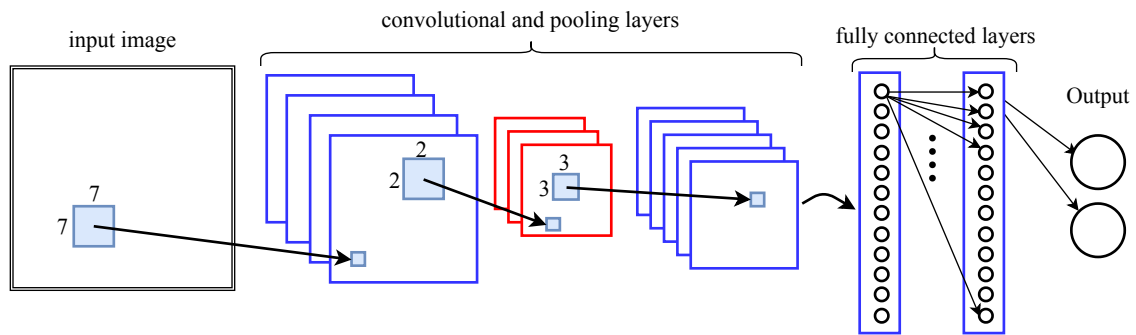 convolutional and pooling layers
input image
fully connected layers
Output
7
7
2
2
3
3